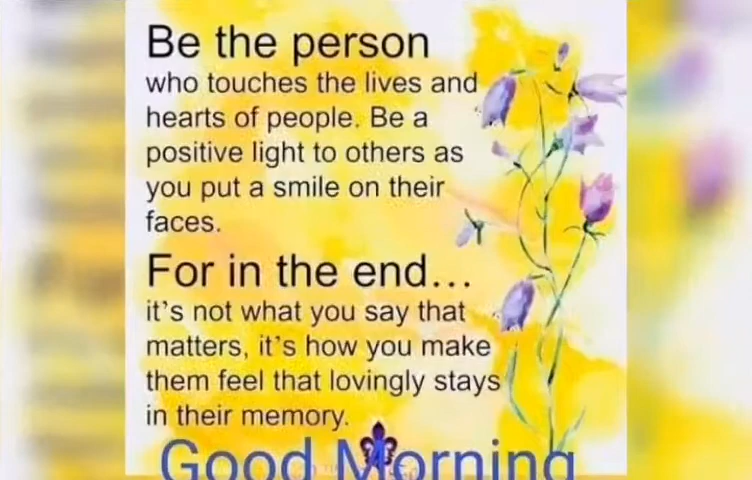 Be the person
who touches the lives and
hearts of people. Be a
positive light to others as
you put a smile on their
faces.
For in the end...
it's not what you say that
matters, it's how you make
them feel that lovingly stays
in their memory.
Good Morning